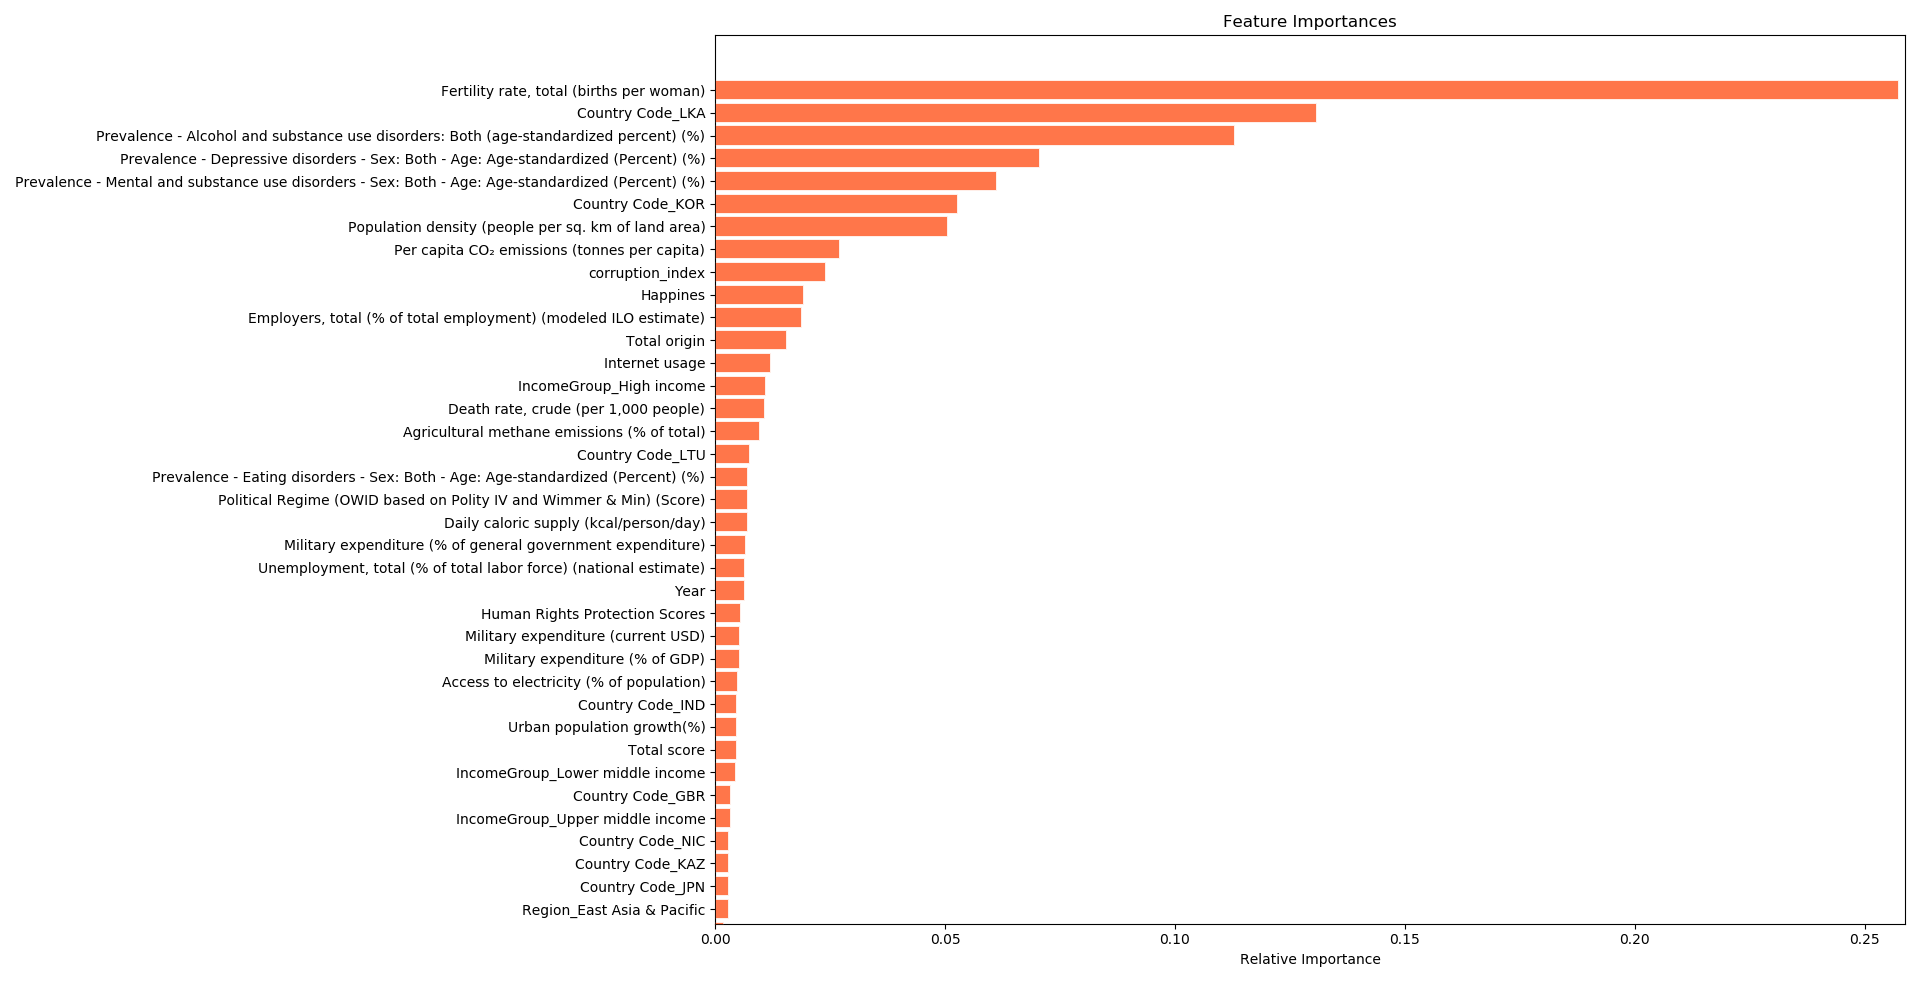 Feature Importances
Fertility rate, total (births per woman)
Country Code_LKA
Prevalence - Alcohol and substance use disorders: Both (age-standardized percent) (%)
Prevalence - Depressive disorders - Sex: Both - Age: Age-standardized (Percent) (%)
Prevalence - Mental and substance use disorders - Sex: Both - Age: Age-standardized (Percent) (%)
Country Code_KOR
Population density (people per sq. km of land area)
Per capita CO₂ emissions (tonnes per capita)
corruption_index
Happines
Employers, total (% of total employment) (modeled ILO estimate)
Total origin
Internet usage
IncomeGroup_High income
Death rate, crude (per 1,000 people)
Agricultural methane emissions (% of total)
Country Code_LTU
Prevalence - Eating disorders - Sex: Both - Age: Age-standardized (Percent) (%)
Political Regime (OWID based on Polity IV and Wimmer & Min) (Score)
Daily caloric supply (kcal/person/day)
Military expenditure (% of general government expenditure)
Unemployment, total (% of total labor force) (national estimate)
Year
Human Rights Protection Scores
Military expenditure (current USD)
Military expenditure (% of GDP)
Access to electricity (% of population)
Country Code_IND
Urban population growth(%)
Total score
IncomeGroup_Lower middle income
Country Code_GBR
IncomeGroup_Upper middle income
Country Code_NIC
Country Code_KAZ
Country Code_JPN
Region_East Asia & Pacific
0.00 0.05 0.10 0.15 0.20 0.25
Relative Importance